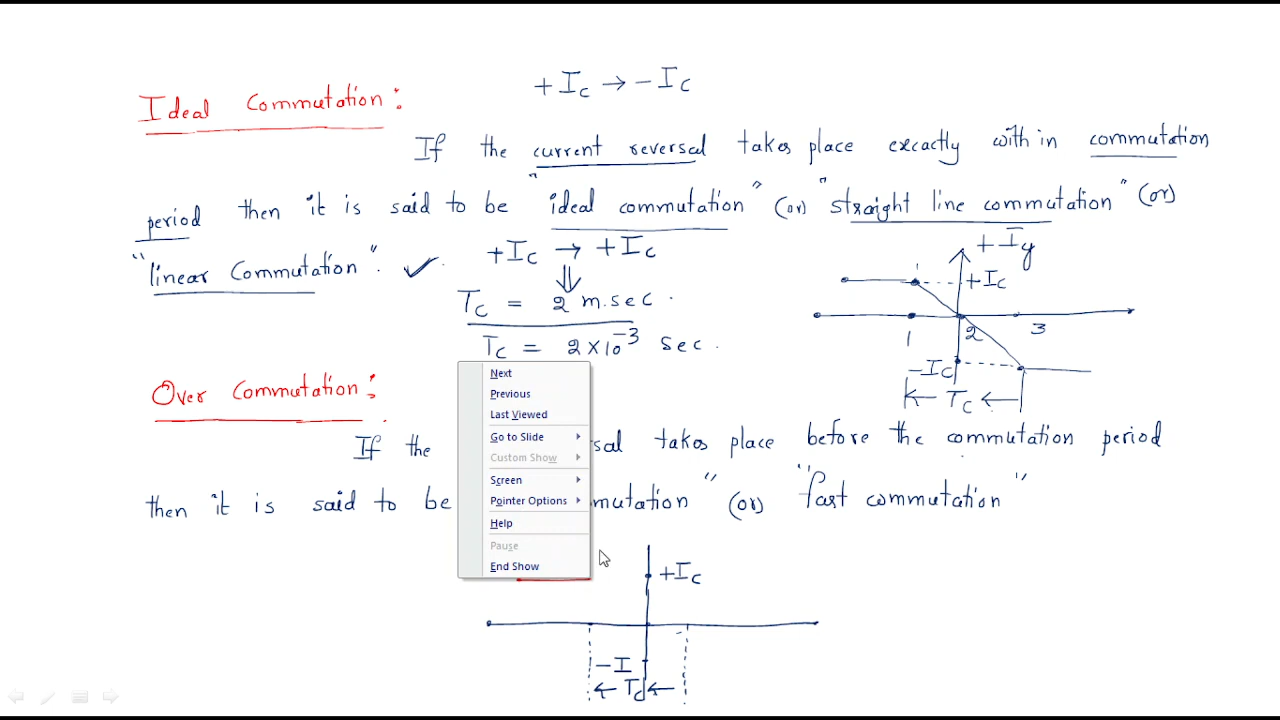 +Ic → -Ic
Ideal Commutation:
If the current reversal takes place excactly with in commutation
period then it is said to be "ideal commutation" (or) "straight line commutation" (or)
"linear Commutation".
+Ic → +Ic
Tc = 2 m.sec.
Tc = 2×10⁻³ sec.
+Iy
+Ic
1 2 3
-Ic
← Tc ←
Over Commutation:
If the sal takes place before the commutation period
then it is said to be mutation" (or) "fast commutation"
Next
Previous
Last Viewed
Go to Slide
Custom Show
Screen
Pointer Options
Help
Pause
End Show
+Ic
-I
← Tc ←